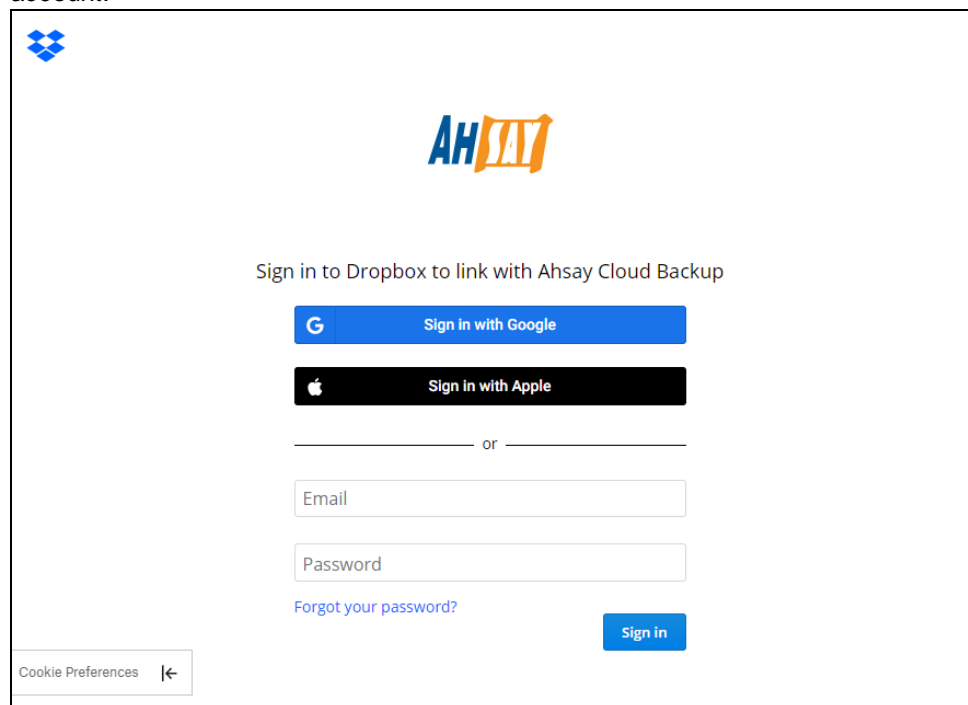 AHSAY
Sign in to Dropbox to link with Ahsay Cloud Backup
G Sign in with Google
Sign in with Apple
or
Email
Password
Forgot your password?
Sign in
Cookie Preferences